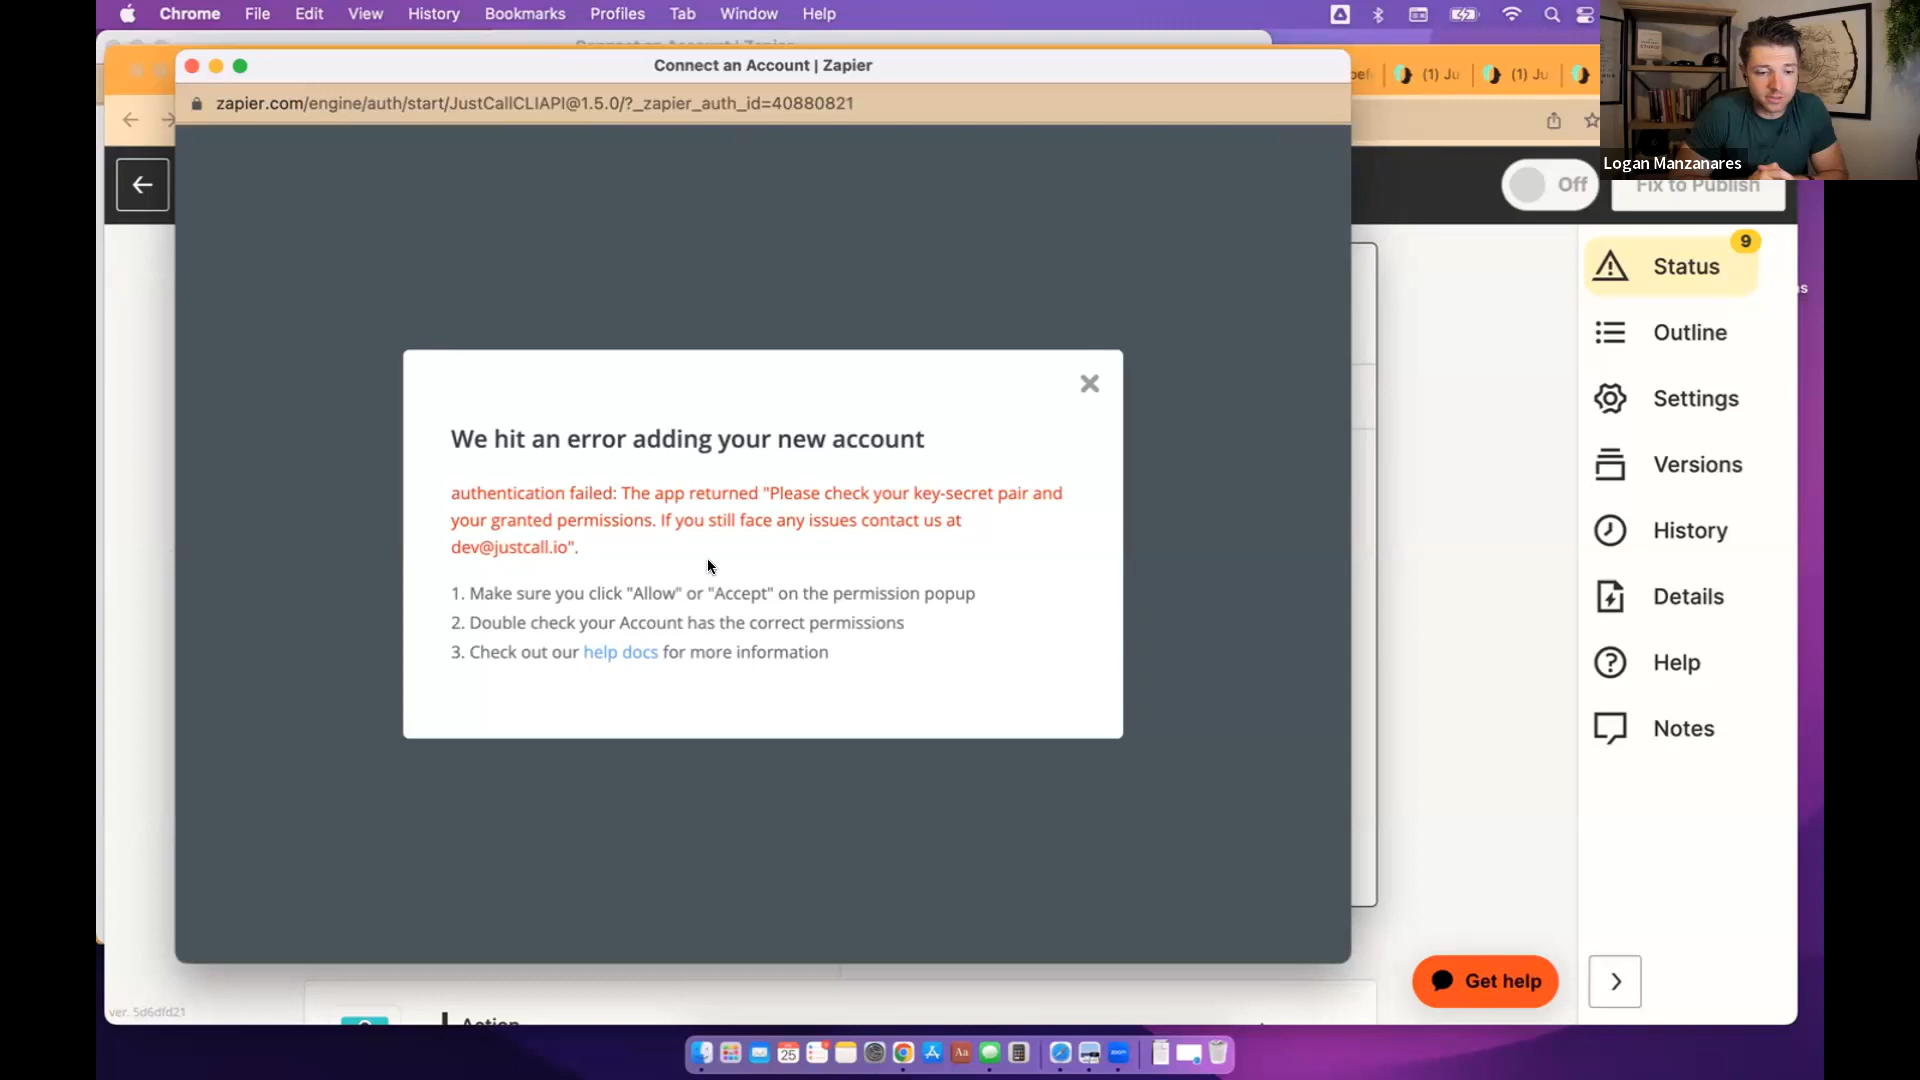 Chrome File Edit View History Bookmarks Profiles Tab Window Help
Connect an Account | Zapier
zapier.com/engine/auth/start/JustCallCLIAPI@1.5.0/?_zapier_auth_id=40880821
(1) Ju
(1) Ju
Logan Manzanares
Off
Fix to Publish
9
Status
Outline
Settings
Versions
History
Details
Help
Notes
We hit an error adding your new account
authentication failed: The app returned "Please check your key-secret pair and
your granted permissions. If you still face any issues contact us at
dev@justcall.io".
1. Make sure you click "Allow" or "Accept" on the permission popup
2. Double check your Account has the correct permissions
3. Check out our help docs for more information
Get help
ver. 5d6dfd21
Action
25
Aa
zoom